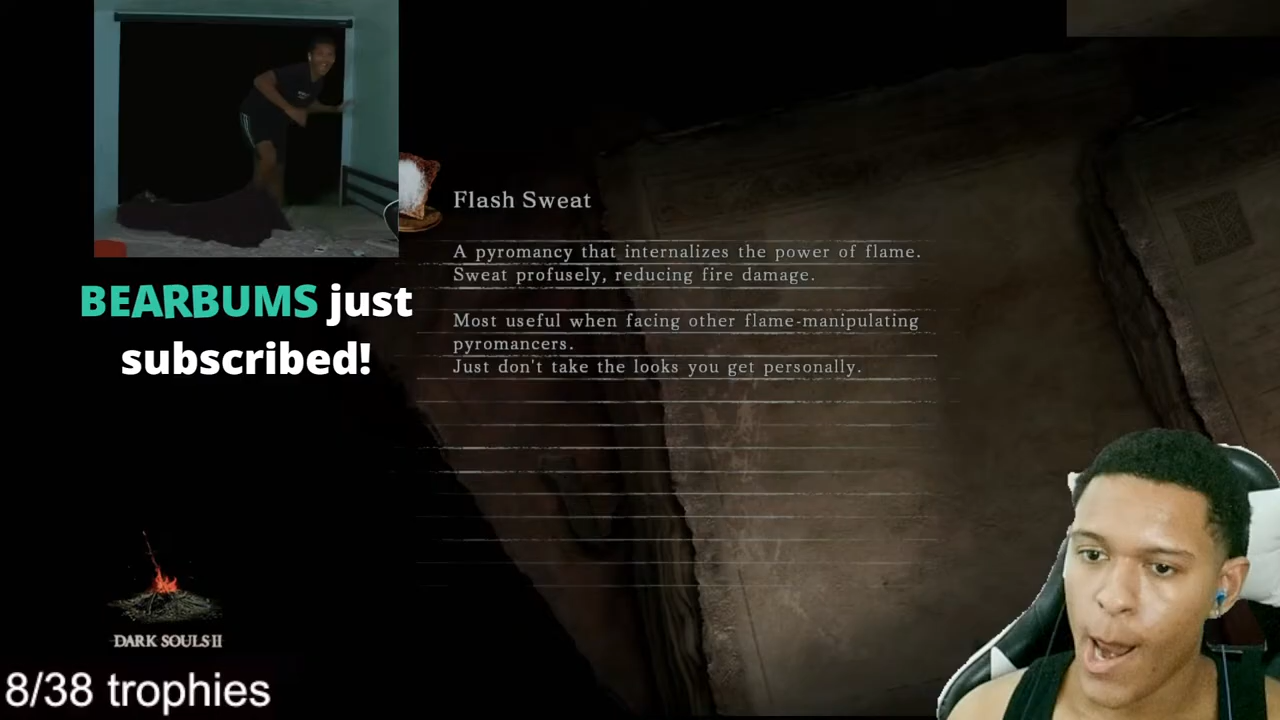 Flash Sweat
A pyromancy that internalizes the power of flame.
Sweat profusely, reducing fire damage.
Most useful when facing other flame-manipulating
pyromancers.
Just don't take the looks you get personally.
BEARBUMS just
subscribed!
DARK SOULS II
8/38 trophies